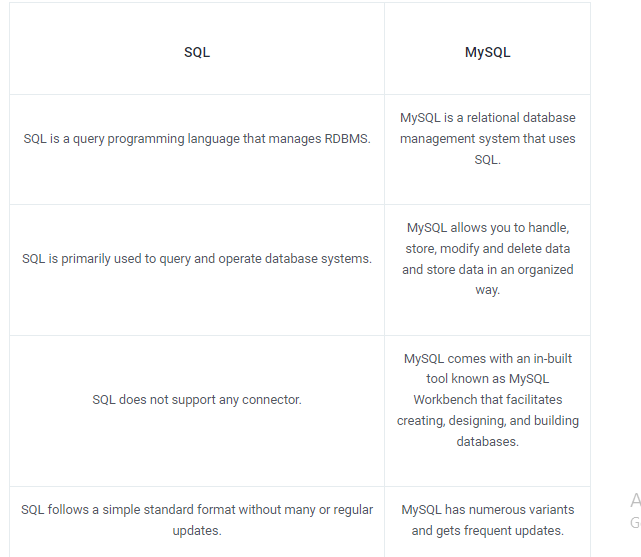 SQL
MySQL
SQL is a query programming language that manages RDBMS.
MySQL is a relational database
management system that uses
SQL.
SQL is primarily used to query and operate database systems.
MySQL allows you to handle,
store, modify and delete data
and store data in an organized
way.
SQL does not support any connector.
MySQL comes with an in-built
tool known as MySQL
Workbench that facilitates
creating, designing, and building
databases.
SQL follows a simple standard format without many or regular
updates.
MySQL has numerous variants
and gets frequent updates.